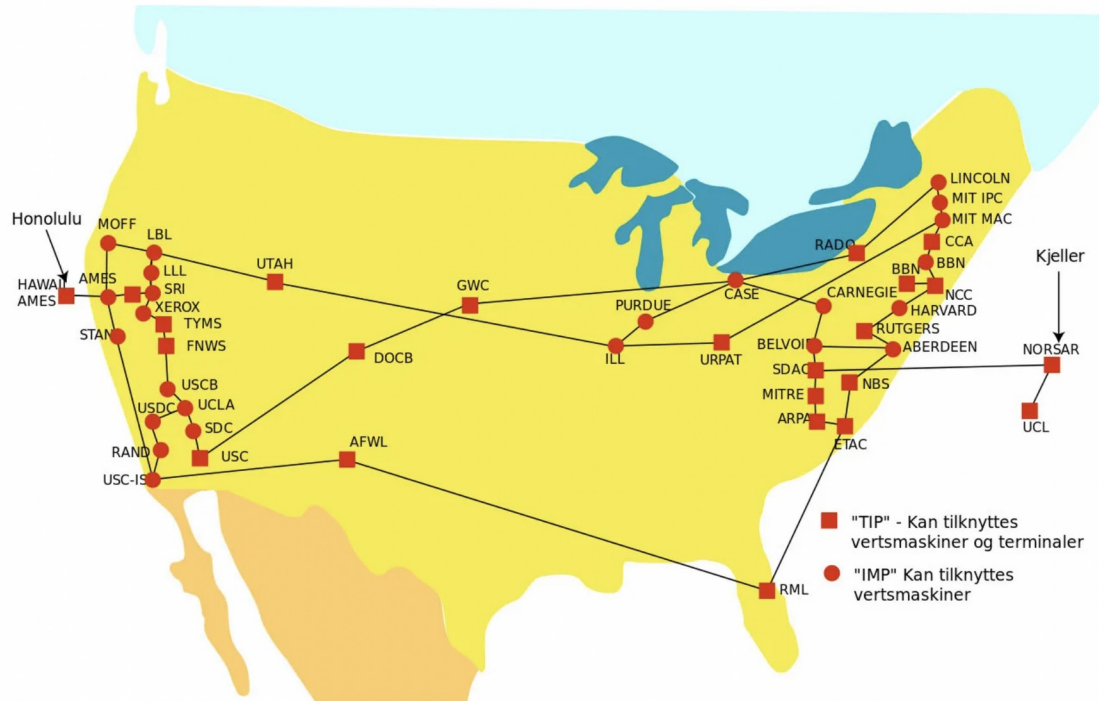 LINCOLN
MIT IPC
Honolulu
MIT MAC
MOFF
LBL
CCA
RADO
Kjeller
LLL
UTAH
BBN
BBN
AMES
HAWAI
AMES
SRI
GWC
CASE
CARNEGIE
NCC
XEROX
PURDUE
HARVARD
TYMS
STAN
RUTGERS
FNWS
DOCB
ILL
URPAT
BELVOIR
ABERDEEN
NORSAR
SDAC
USCB
MITRE
NBS
USDC
UCLA
UCL
ARPA
SDC
ETAC
AFWL
RAND
USC
USC-IS
"TIP" - Kan tilknyttes
vertsmaskiner og terminaler
"IMP" Kan tilknyttes
vertsmaskiner
RML